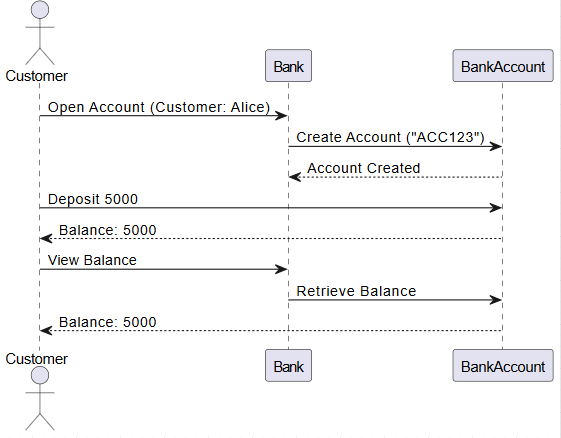 Customer
Bank
BankAccount
Open Account (Customer: Alice)
Create Account ("ACC123")
Account Created
Deposit 5000
Balance: 5000
View Balance
Retrieve Balance
Balance: 5000
Customer
Bank
BankAccount